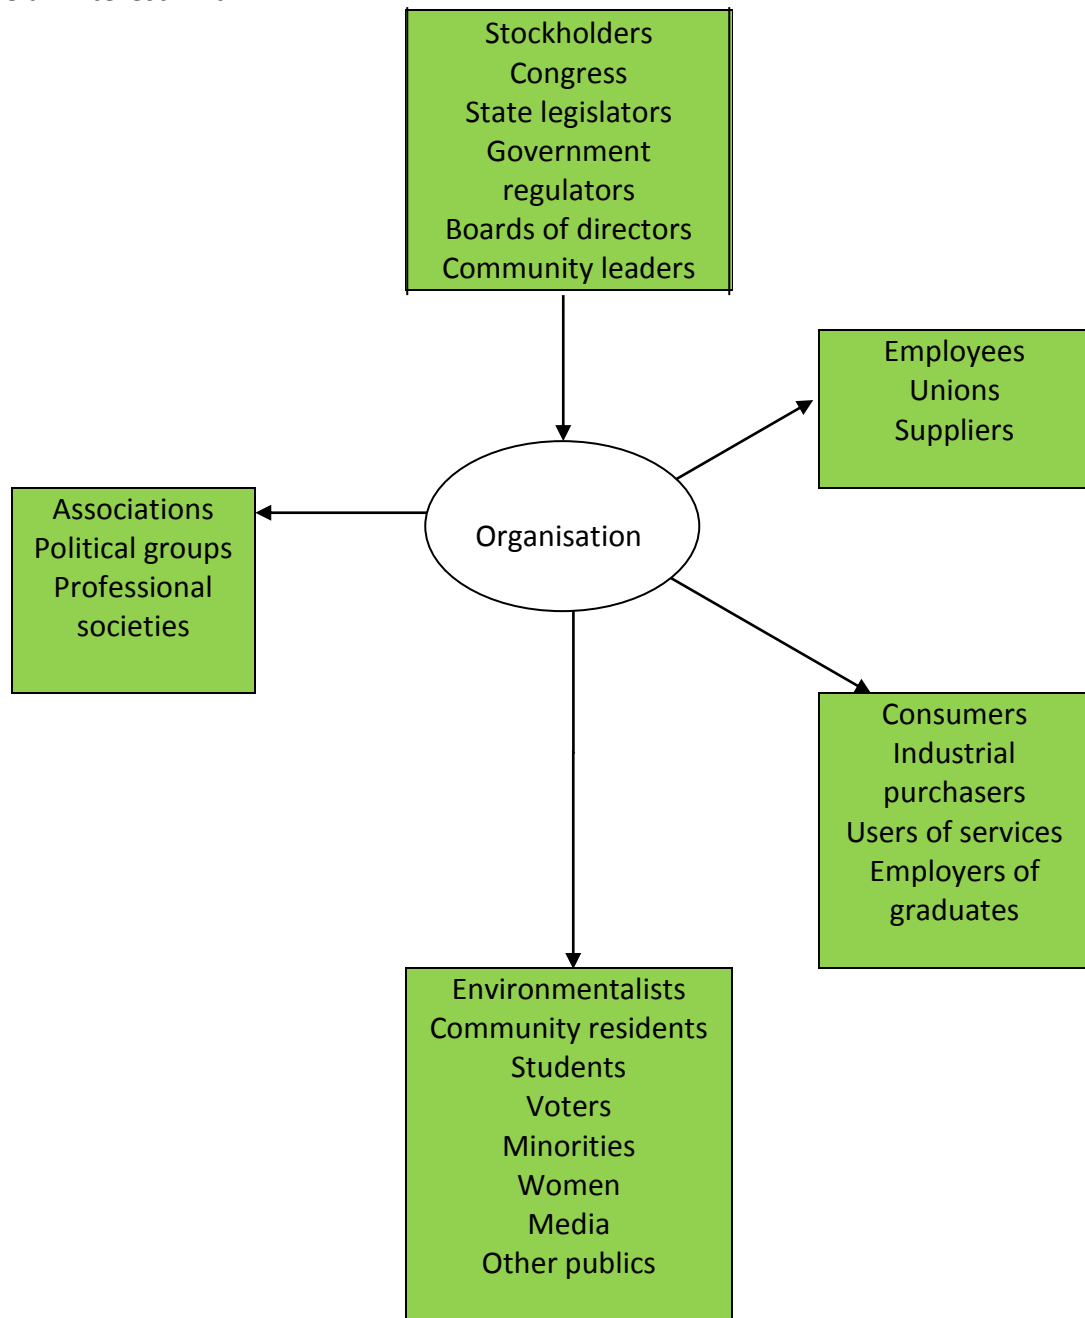 Stockholders
Congress
State legislators
Government
regulators
Boards of directors
Community leaders
Employees
Unions
Suppliers
Associations
Political groups
Professional
societies
Organisation
Consumers
Industrial
purchasers
Users of services
Employers of
graduates
Environmentalists
Community residents
Students
Voters
Minorities
Women
Media
Other publics